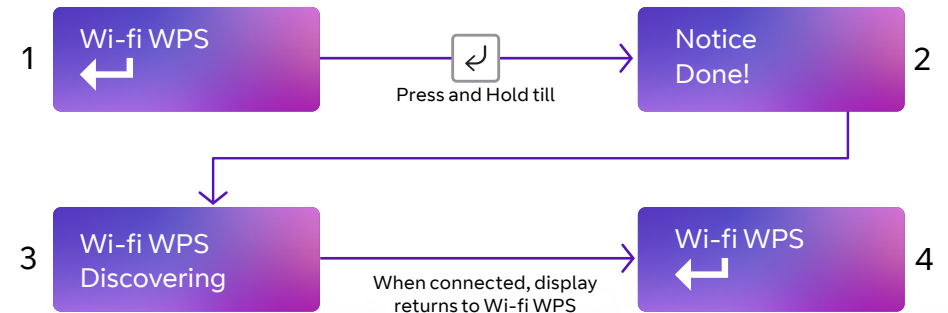 1
Wi-fi WPS
Press and Hold till
Notice
Done!
2
3
Wi-fi WPS
Discovering
When connected, display
returns to Wi-fi WPS
Wi-fi WPS
4